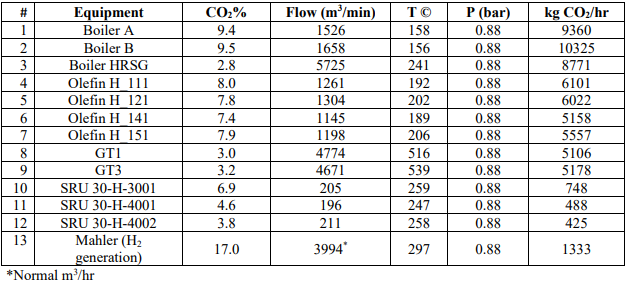 # Equipment CO₂% Flow (m³/min) T © P (bar) kg CO₂/hr
1 Boiler A 9.4 1526 158 0.88 9360
2 Boiler B 9.5 1658 156 0.88 10325
3 Boiler HRSG 2.8 5725 241 0.88 8771
4 Olefin H_111 8.0 1261 192 0.88 6101
5 Olefin H_121 7.8 1304 202 0.88 6022
6 Olefin H_141 7.4 1145 189 0.88 5158
7 Olefin H_151 7.9 1198 206 0.88 5557
8 GT1 3.0 4774 516 0.88 5106
9 GT3 3.2 4671 539 0.88 5178
10 SRU 30-H-3001 6.9 205 259 0.88 748
11 SRU 30-H-4001 4.6 196 247 0.88 488
12 SRU 30-H-4002 3.8 211 258 0.88 425
13 Mahler (H₂
generation) 17.0 3994* 297 0.88 1333
*Normal m³/hr